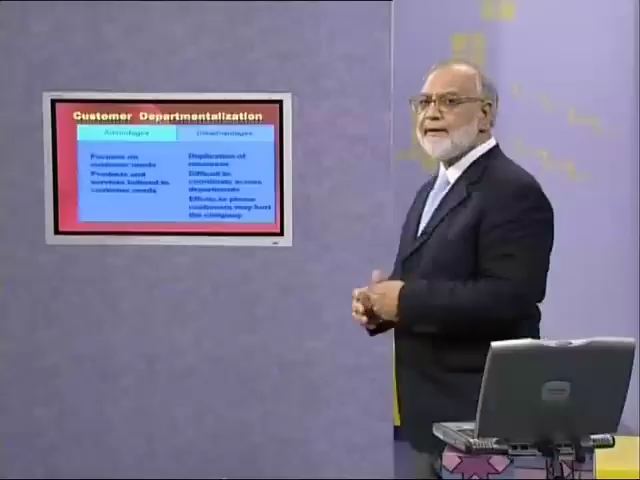 Customer Departmentalization
Advantages
Disadvantages
Focuses on
customer needs
Products and
services tailored to
customer needs
Duplication of
resources
Difficult to
coordinate across
departments
Efforts to please
customers may hurt
the company